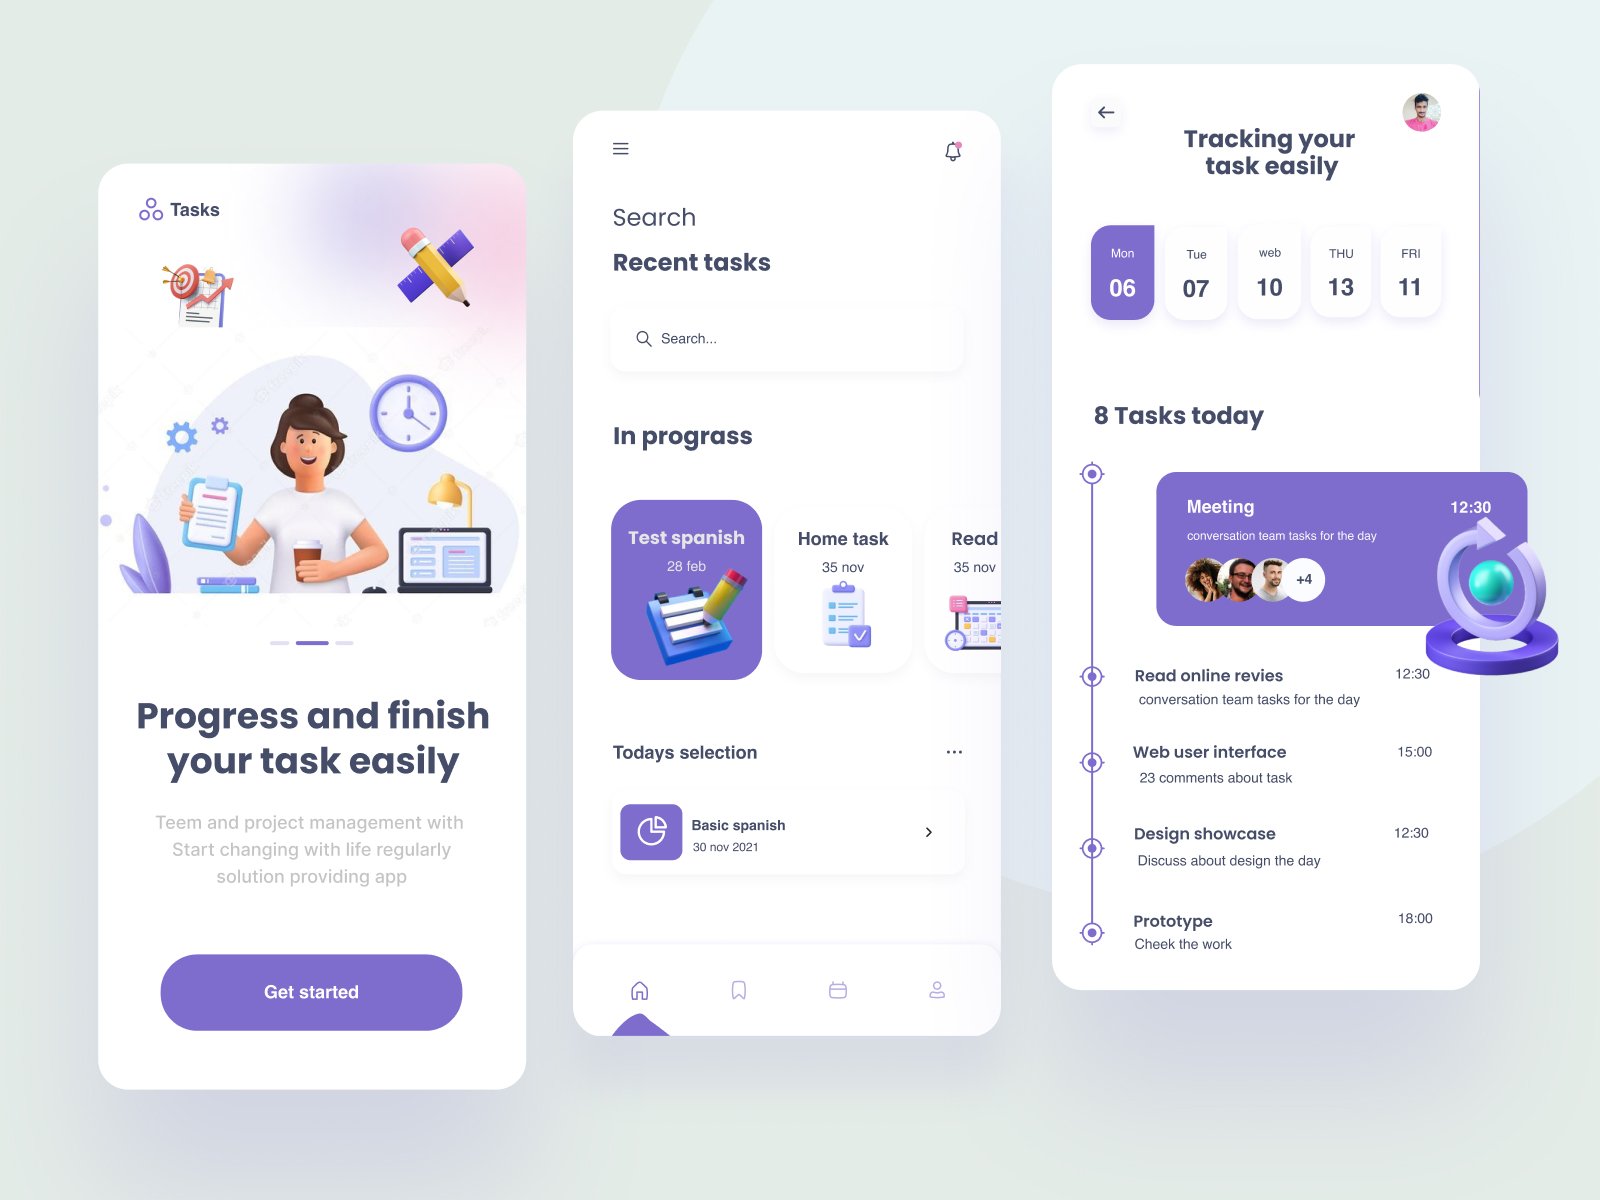 Tasks
Progress and finish
your task easily
Teem and project management with
Start changing with life regularly
solution providing app
Get started
Search
Recent tasks
Search...
In prograss
Test spanish
28 feb
Home task
35 nov
Read
35 nov
Todays selection
Basic spanish
30 nov 2021
Tracking your
task easily
Mon
06
Tue
07
web
10
THU
13
FRI
11
8 Tasks today
Meeting
12:30
conversation team tasks for the day
+4
Read online revies
12:30
conversation team tasks for the day
Web user interface
15:00
23 comments about task
Design showcase
12:30
Discuss about design the day
Prototype
18:00
Cheek the work